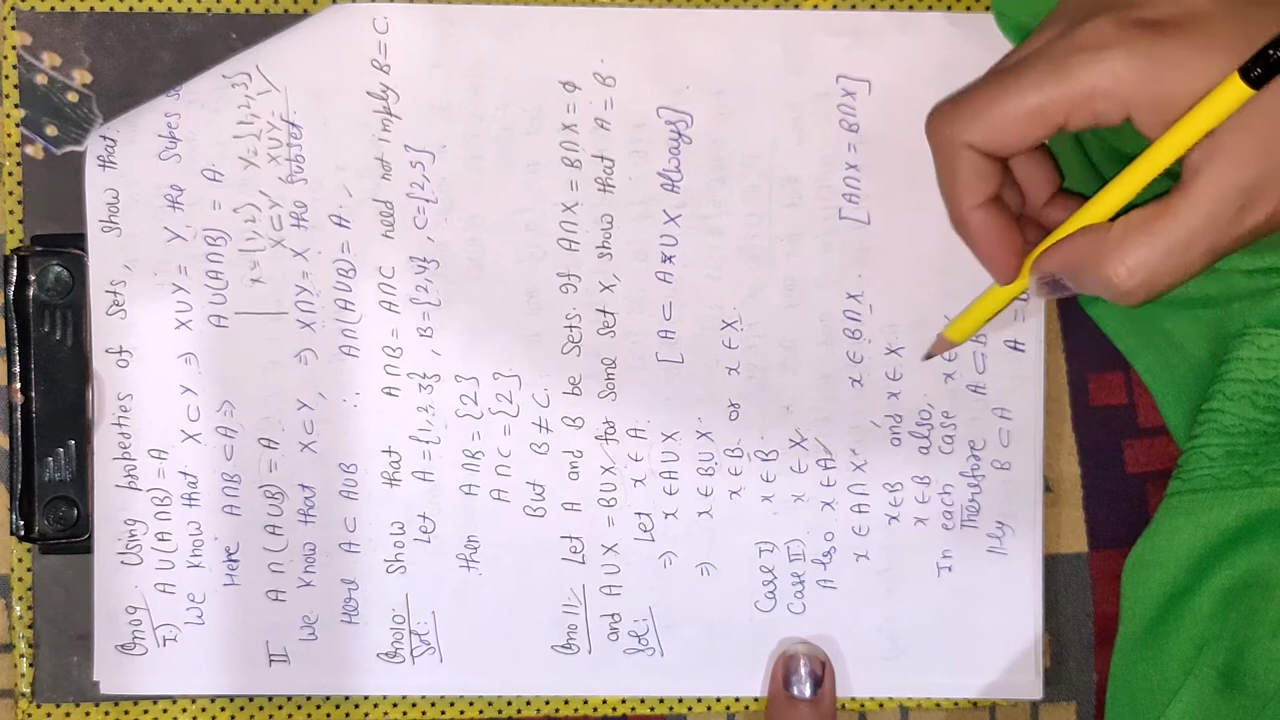 Qno9. Using properties of Sets, Show that.
I) A∪(A∩B)=A
We Know that X⊂Y ⇒ X∪Y = Y the Supes
Here A∩B ⊂A ⇒ A∪(A∩B) = A.
X={1,2}, Y={1,2,3}
X⊂Y, X∪Y=Y
II A∩(A∪B)=A.
We Know that X⊂Y, ⇒ X∩Y=X the Subset.
Here A⊂A∪B ∴ A∩(A∪B)=A.
Qno10: Show that A∩B=A∩C need not imply B=C.
Sol: Let A={1,2,3}, B={2,4}, C={2,5}
then A∩B={2}
A∩C={2}.
But B≠C.
Qno11:- Let A and B be Sets. If A∩X=B∩X=ϕ
and A∪X=B∪X for Some Set X, Show that A=B.
Sol: Let x∈A.
⇒ x∈A∪X [A⊂A∪X Always]
⇒ x∈B∪X.
x∈B or x∈X.
Case I) x∈B.
Case II) x∈X
Also x∈A
x∈A∩X x∈B∩X. [A∩X=B∩X]
x∈B and x∈X.
x∈B also,
In each case x∈
Therefore A⊂B
||ly B⊂A
A=